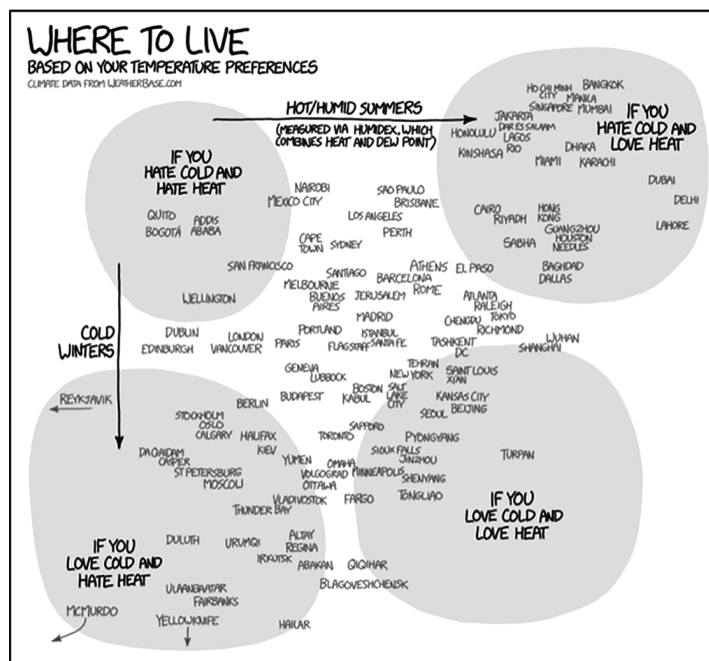 WHERE TO LIVE
BASED ON YOUR TEMPERATURE PREFERENCES
CLIMATE DATA FROM WEATHERBASE.COM
HOT/HUMID SUMMERS
(MEASURED VIA HUMIDEX, WHICH
COMBINES HEAT AND DEW POINT)
IF YOU
HATE COLD AND
HATE HEAT
QUITO
BOGOTÁ
ADDIS
ABABA
IF YOU
HATE COLD AND
LOVE HEAT
HO CHI MINH
CITY
BANGKOK
MANILA
SINGAPORE
MUMBAI
JAKARTA
DAR ES SALAAM
HONOLULU
LAGOS
KINSHASA
RIO
DHAKA
MIAMI
KARACHI
DUBAI
DELHI
LAHORE
CAIRO
RIYADH
HONG
KONG
GUANGZHOU
SABHA
HOUSTON
NEEDLES
BAGHDAD
DALLAS
NAIROBI
MEXICO CITY
SAO PAULO
BRISBANE
LOS ANGELES
PERTH
CAPE
TOWN
SYDNEY
SAN FRANCISCO
SANTIAGO
ATHENS
EL PASO
BARCELONA
MELBOURNE
ROME
WELLINGTON
BUENOS
AIRES
JERUSALEM
ATLANTA
RALEIGH
MADRID
CHENGDU
TOKYO
RICHMOND
COLD
WINTERS
DUBLIN
EDINBURGH
LONDON
VANCOUVER
PORTLAND
PARIS
ISTANBUL
FLAGSTAFF
SANTA FE
TASHKENT
DC
WUHAN
SHANGHAI
GENEVA
LUBBOCK
TEHRAN
NEW YORK
SAINT LOUIS
XIAN
REYKJAVIK
BERLIN
BUDAPEST
BOSTON
KABUL
SALT
LAKE
CITY
KANSAS CITY
SEOUL
BEIJING
STOCKHOLM
OSLO
CALGARY
HALIFAX
TORONTO
SAPPORO
PYONGYANG
DAQAIDAM
CASPER
KIEV
YUMEN
OMAHA
SIOUX FALLS
JINZHOU
TURPAN
ST PETERSBURG
MOSCOW
VOLGOGRAD
MINNEAPOLIS
OTTAWA
SHENYANG
VLADIVOSTOK
FARGO
TONGLIAO
THUNDER BAY
IF YOU
LOVE COLD AND
LOVE HEAT
IF YOU
LOVE COLD AND
HATE HEAT
DULUTH
URUMQI
ALTAY
REGINA
IRKUTSK
ABAKAN
QIQIHAR
BLAGOVESHCHENSK
ULAANBAATAR
FAIRBANKS
MCMURDO
YELLOWKNIFE
HAILAR